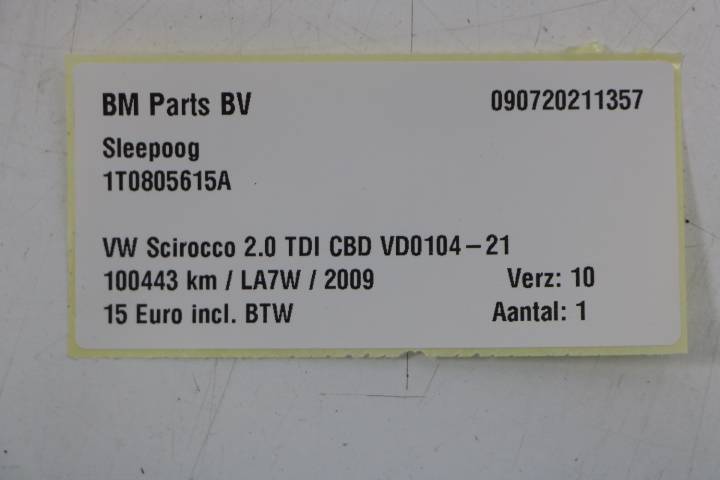 BM Parts BV 090720211357
Sleepoog
1T0805615A
VW Scirocco 2.0 TDI CBD VD0104-21
100443 km / LA7W / 2009 Verz: 10
15 Euro incl. BTW Aantal: 1